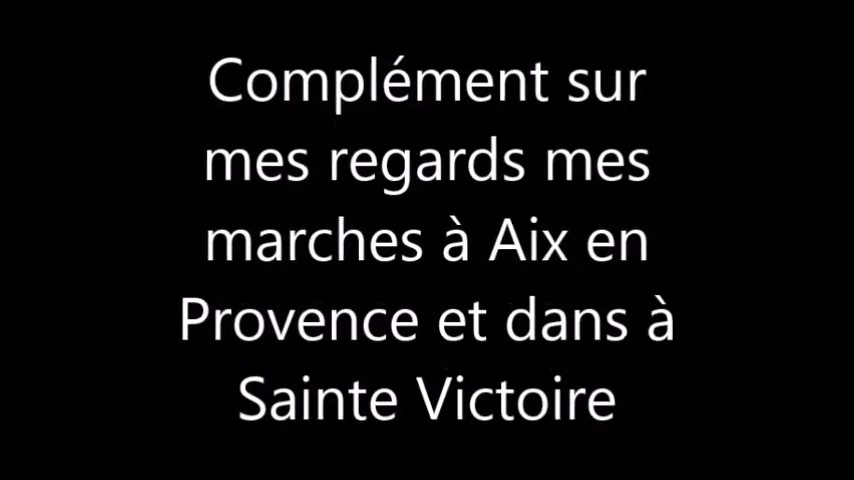 Complément sur
mes regards mes
marches à Aix en
Provence et dans à
Sainte Victoire